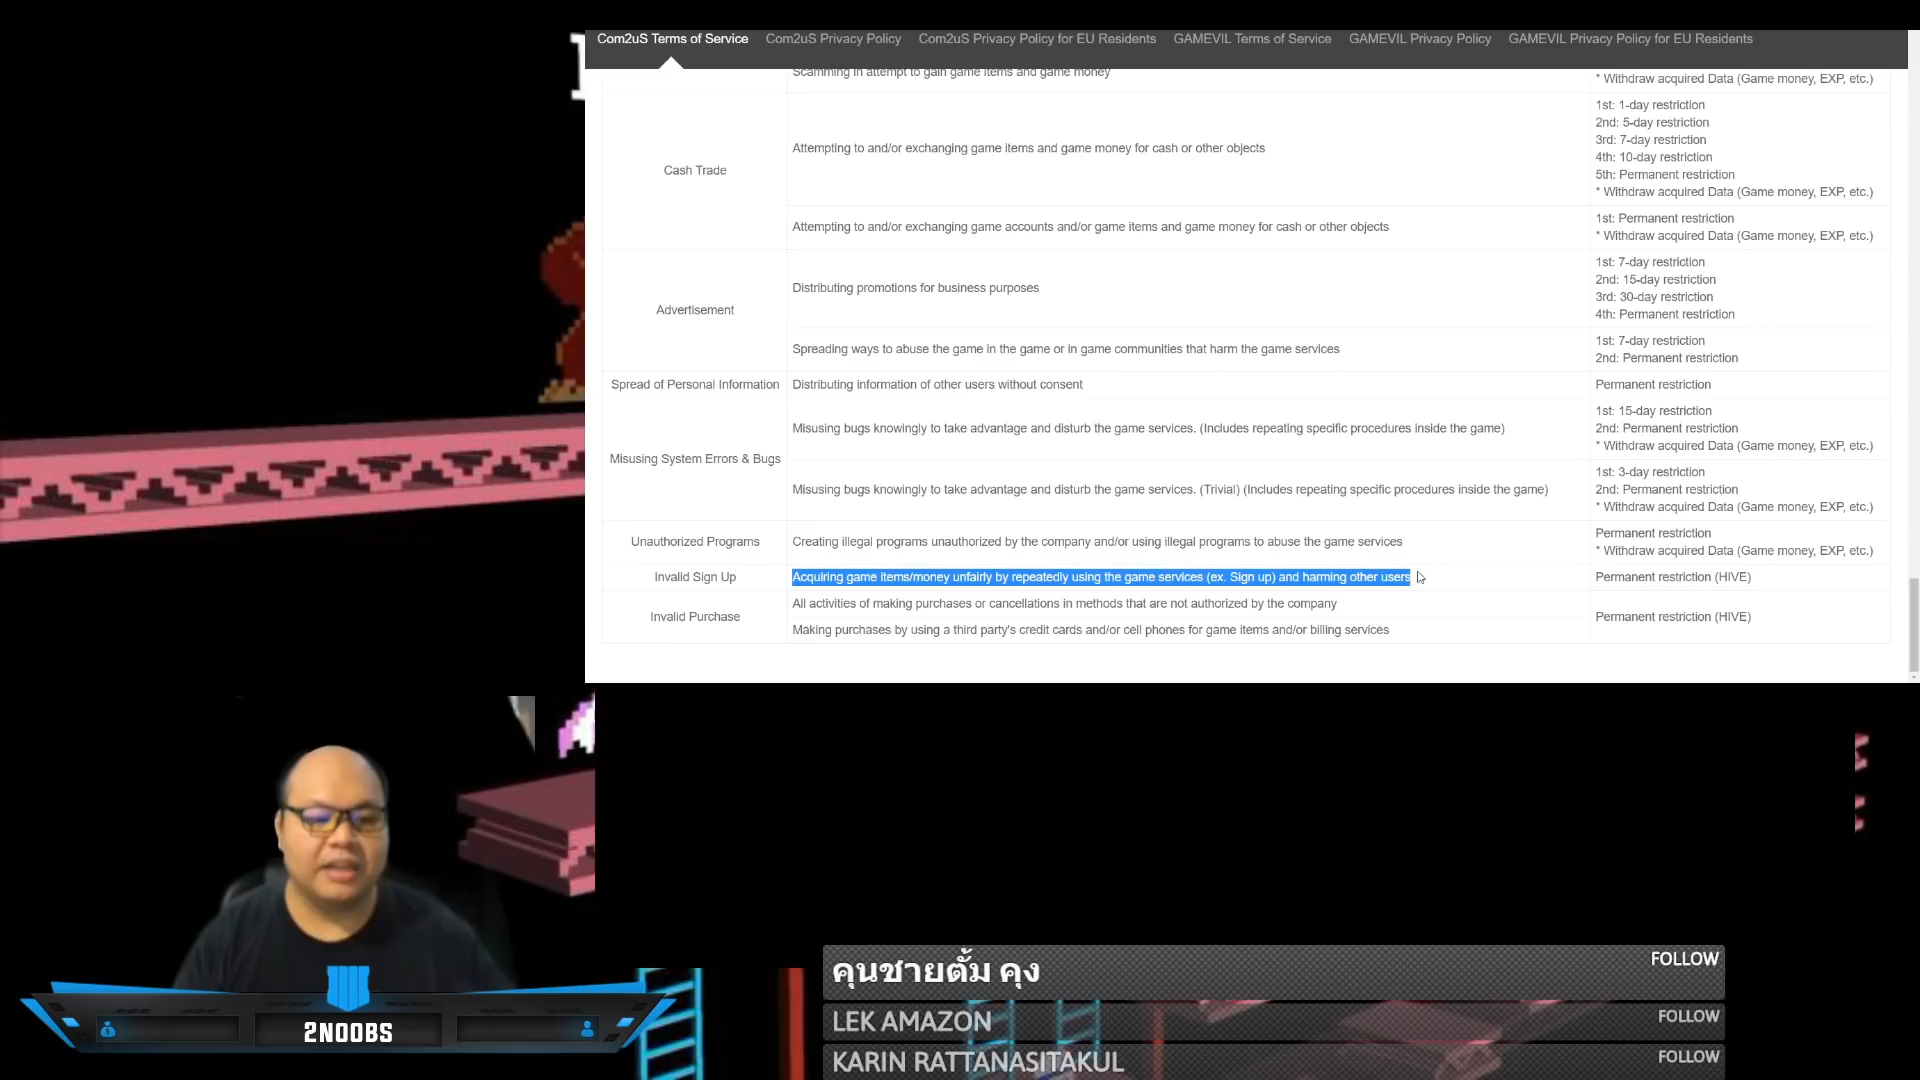 Com2uS Terms of Service Com2uS Privacy Policy Com2uS Privacy Policy for EU Residents GAMEVIL Terms of Service GAMEVIL Privacy Policy GAMEVIL Privacy Policy for EU Residents
Scamming in attempt to gain game items and game money
* Withdraw acquired Data (Game money, EXP, etc.)
Cash Trade
Attempting to and/or exchanging game items and game money for cash or other objects
1st: 1-day restriction
2nd: 5-day restriction
3rd: 7-day restriction
4th: 10-day restriction
5th: Permanent restriction
* Withdraw acquired Data (Game money, EXP, etc.)
Attempting to and/or exchanging game accounts and/or game items and game money for cash or other objects
1st: Permanent restriction
* Withdraw acquired Data (Game money, EXP, etc.)
Advertisement
Distributing promotions for business purposes
1st: 7-day restriction
2nd: 15-day restriction
3rd: 30-day restriction
4th: Permanent restriction
Spreading ways to abuse the game in the game or in game communities that harm the game services
1st: 7-day restriction
2nd: Permanent restriction
Spread of Personal Information
Distributing information of other users without consent
Permanent restriction
Misusing System Errors & Bugs
Misusing bugs knowingly to take advantage and disturb the game services. (Includes repeating specific procedures inside the game)
1st: 15-day restriction
2nd: Permanent restriction
* Withdraw acquired Data (Game money, EXP, etc.)
Misusing bugs knowingly to take advantage and disturb the game services. (Trivial) (Includes repeating specific procedures inside the game)
1st: 3-day restriction
2nd: Permanent restriction
* Withdraw acquired Data (Game money, EXP, etc.)
Unauthorized Programs
Creating illegal programs unauthorized by the company and/or using illegal programs to abuse the game services
Permanent restriction
* Withdraw acquired Data (Game money, EXP, etc.)
Invalid Sign Up
Acquiring game items/money unfairly by repeatedly using the game services (ex. Sign up) and harming other users
Permanent restriction (HIVE)
Invalid Purchase
All activities of making purchases or cancellations in methods that are not authorized by the company
Making purchases by using a third party's credit cards and/or cell phones for game items and/or billing services
Permanent restriction (HIVE)
2NOOBS
คุนชายตั้ม คุง FOLLOW
LEK AMAZON FOLLOW
KARIN RATTANASITAKUL FOLLOW